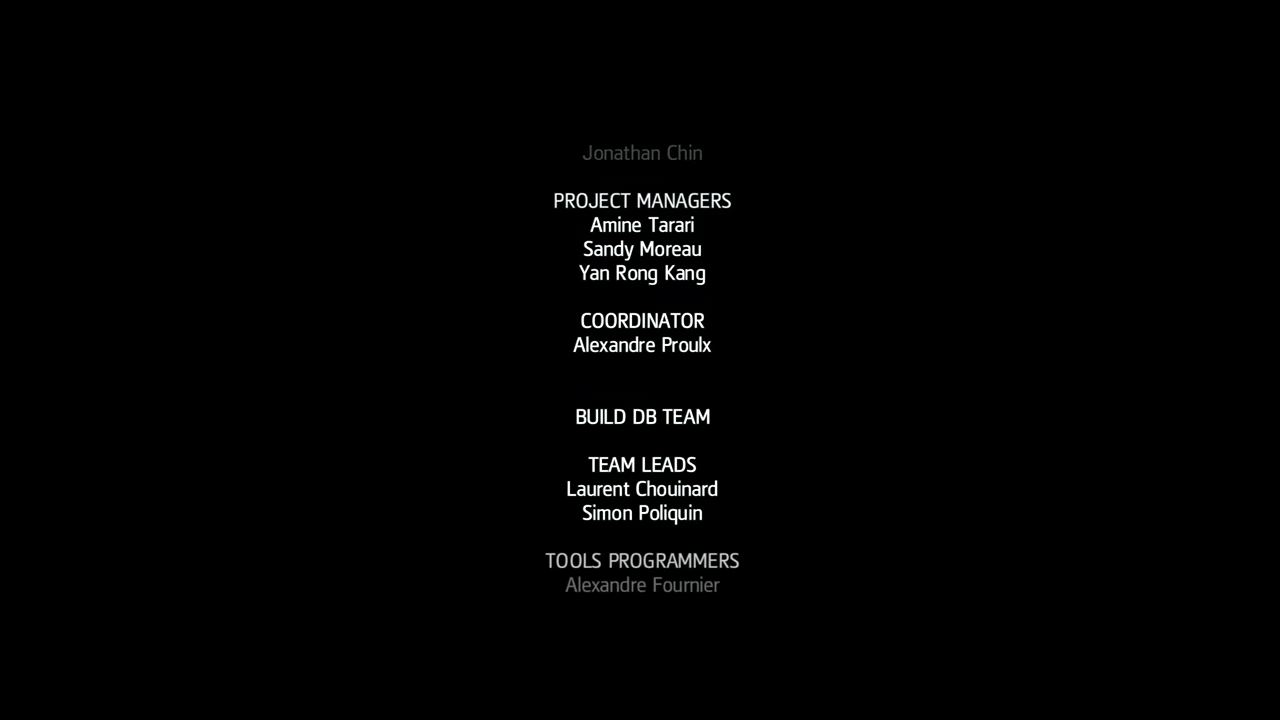 Jonathan Chin
PROJECT MANAGERS
Amine Tarari
Sandy Moreau
Yan Rong Kang
COORDINATOR
Alexandre Proulx
BUILD DB TEAM
TEAM LEADS
Laurent Chouinard
Simon Poliquin
TOOLS PROGRAMMERS
Alexandre Fournier